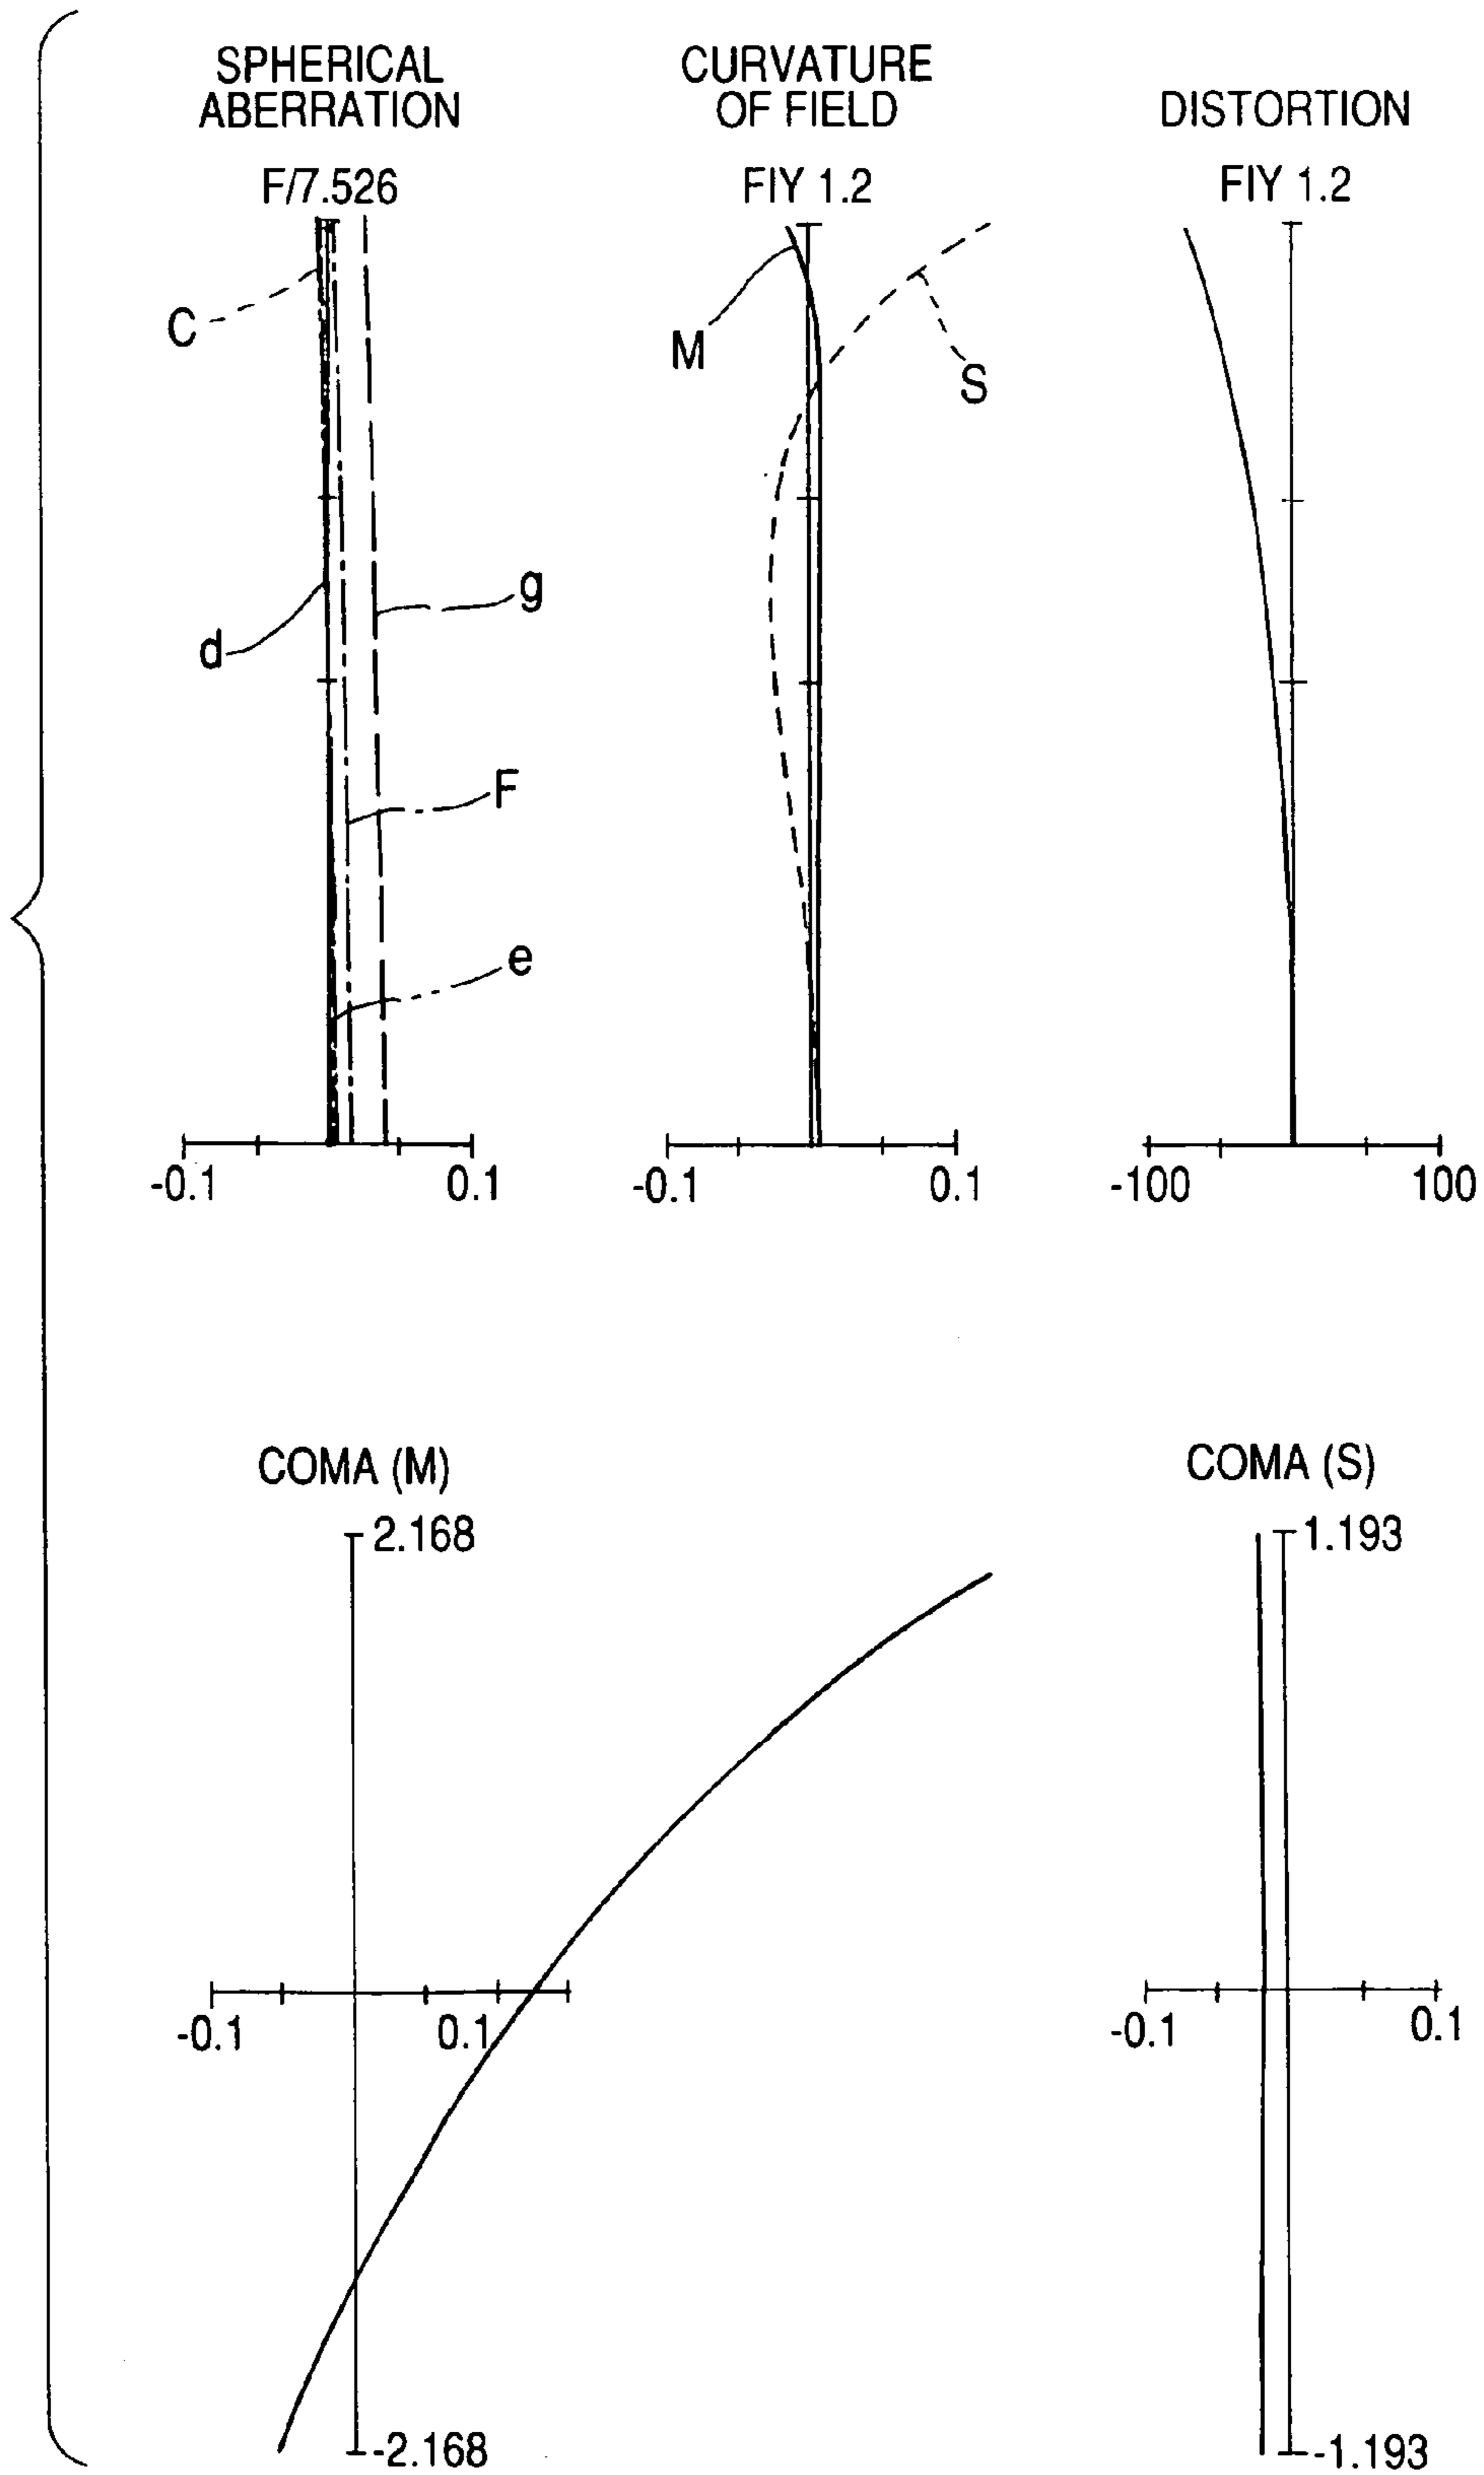 SPHERICAL
ABERRATION
F/7.526
CURVATURE
OF FIELD
FIY 1.2
DISTORTION
FIY 1.2
C
d
g
F
e
M
S
-0.1
0.1
-0.1
0.1
-100
100
COMA (M)
2.168
-0.1
0.1
-2.168
COMA (S)
1.193
-0.1
0.1
-1.193